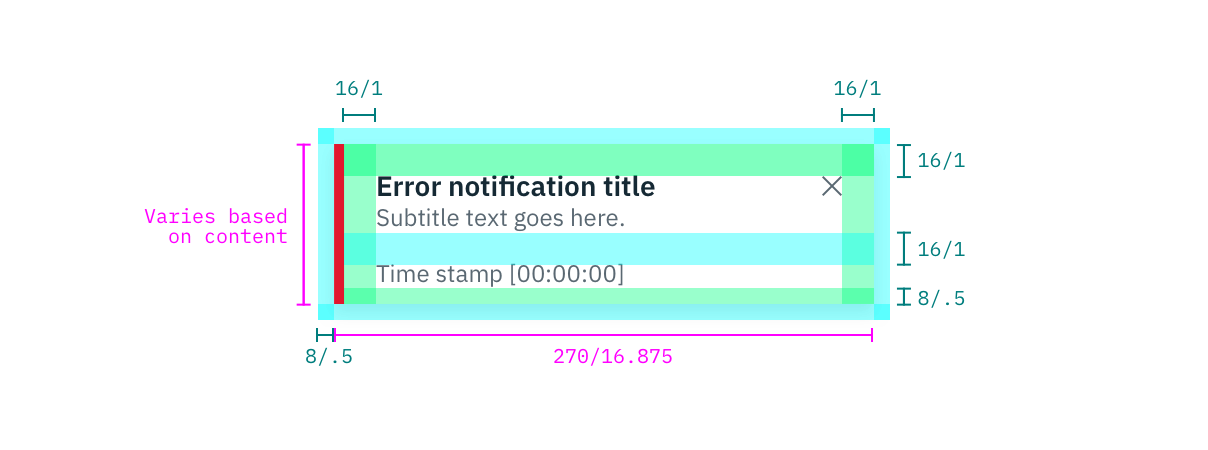 16/1
16/1
16/1
Error notification title
Varies based
on content
Subtitle text goes here.
16/1
Time stamp [00:00:00]
8/.5
8/.5
270/16.875